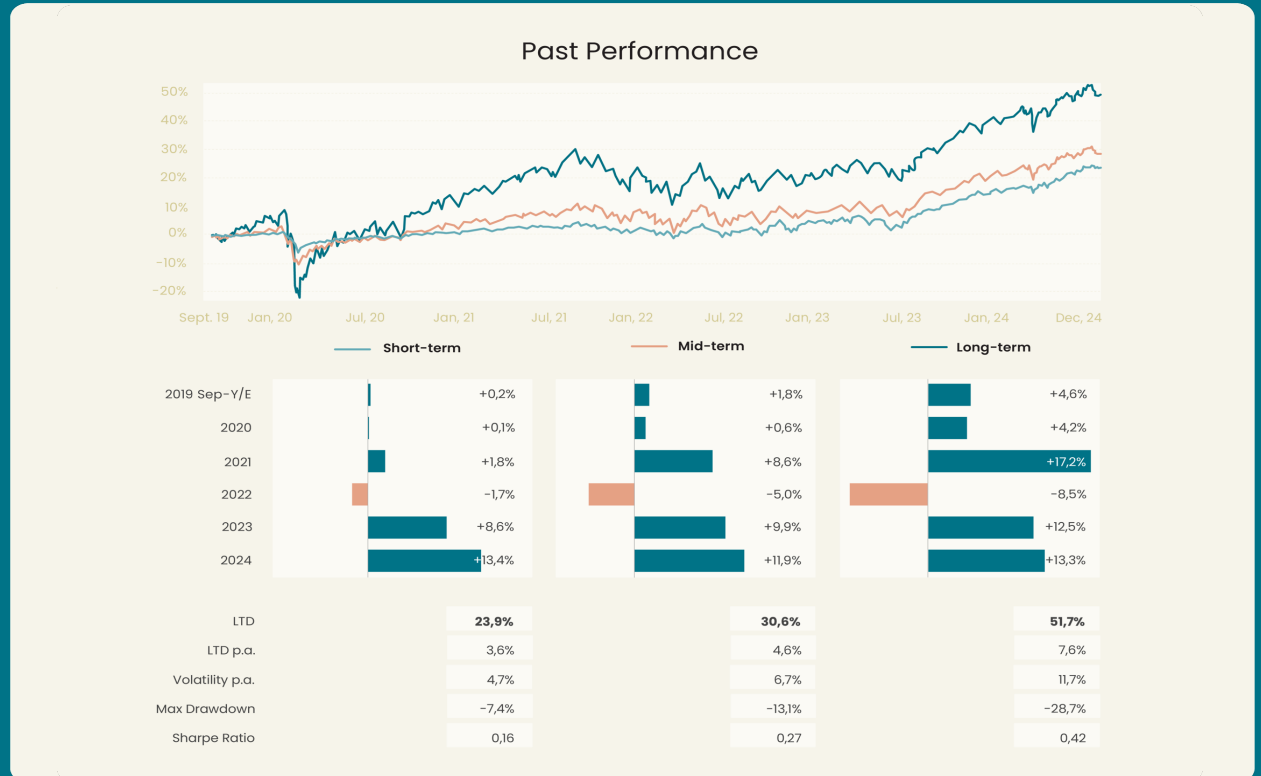 Past Performance
50%
40%
30%
20%
10%
0%
-10%
-20%
Sept. 19 Jan, 20 Jul, 20 Jan, 21 Jul, 21 Jan, 22 Jul, 22 Jan, 23 Jul, 23 Jan, 24 Dec, 24
Short-term Mid-term Long-term
2019 Sep-Y/E +0,2% +1,8% +4,6%
2020 +0,1% +0,6% +4,2%
2021 +1,8% +8,6% +17,2%
2022 -1,7% -5,0% -8,5%
2023 +8,6% +9,9% +12,5%
2024 +13,4% +11,9% +13,3%
LTD 23,9% 30,6% 51,7%
LTD p.a. 3,6% 4,6% 7,6%
Volatility p.a. 4,7% 6,7% 11,7%
Max Drawdown -7,4% -13,1% -28,7%
Sharpe Ratio 0,16 0,27 0,42